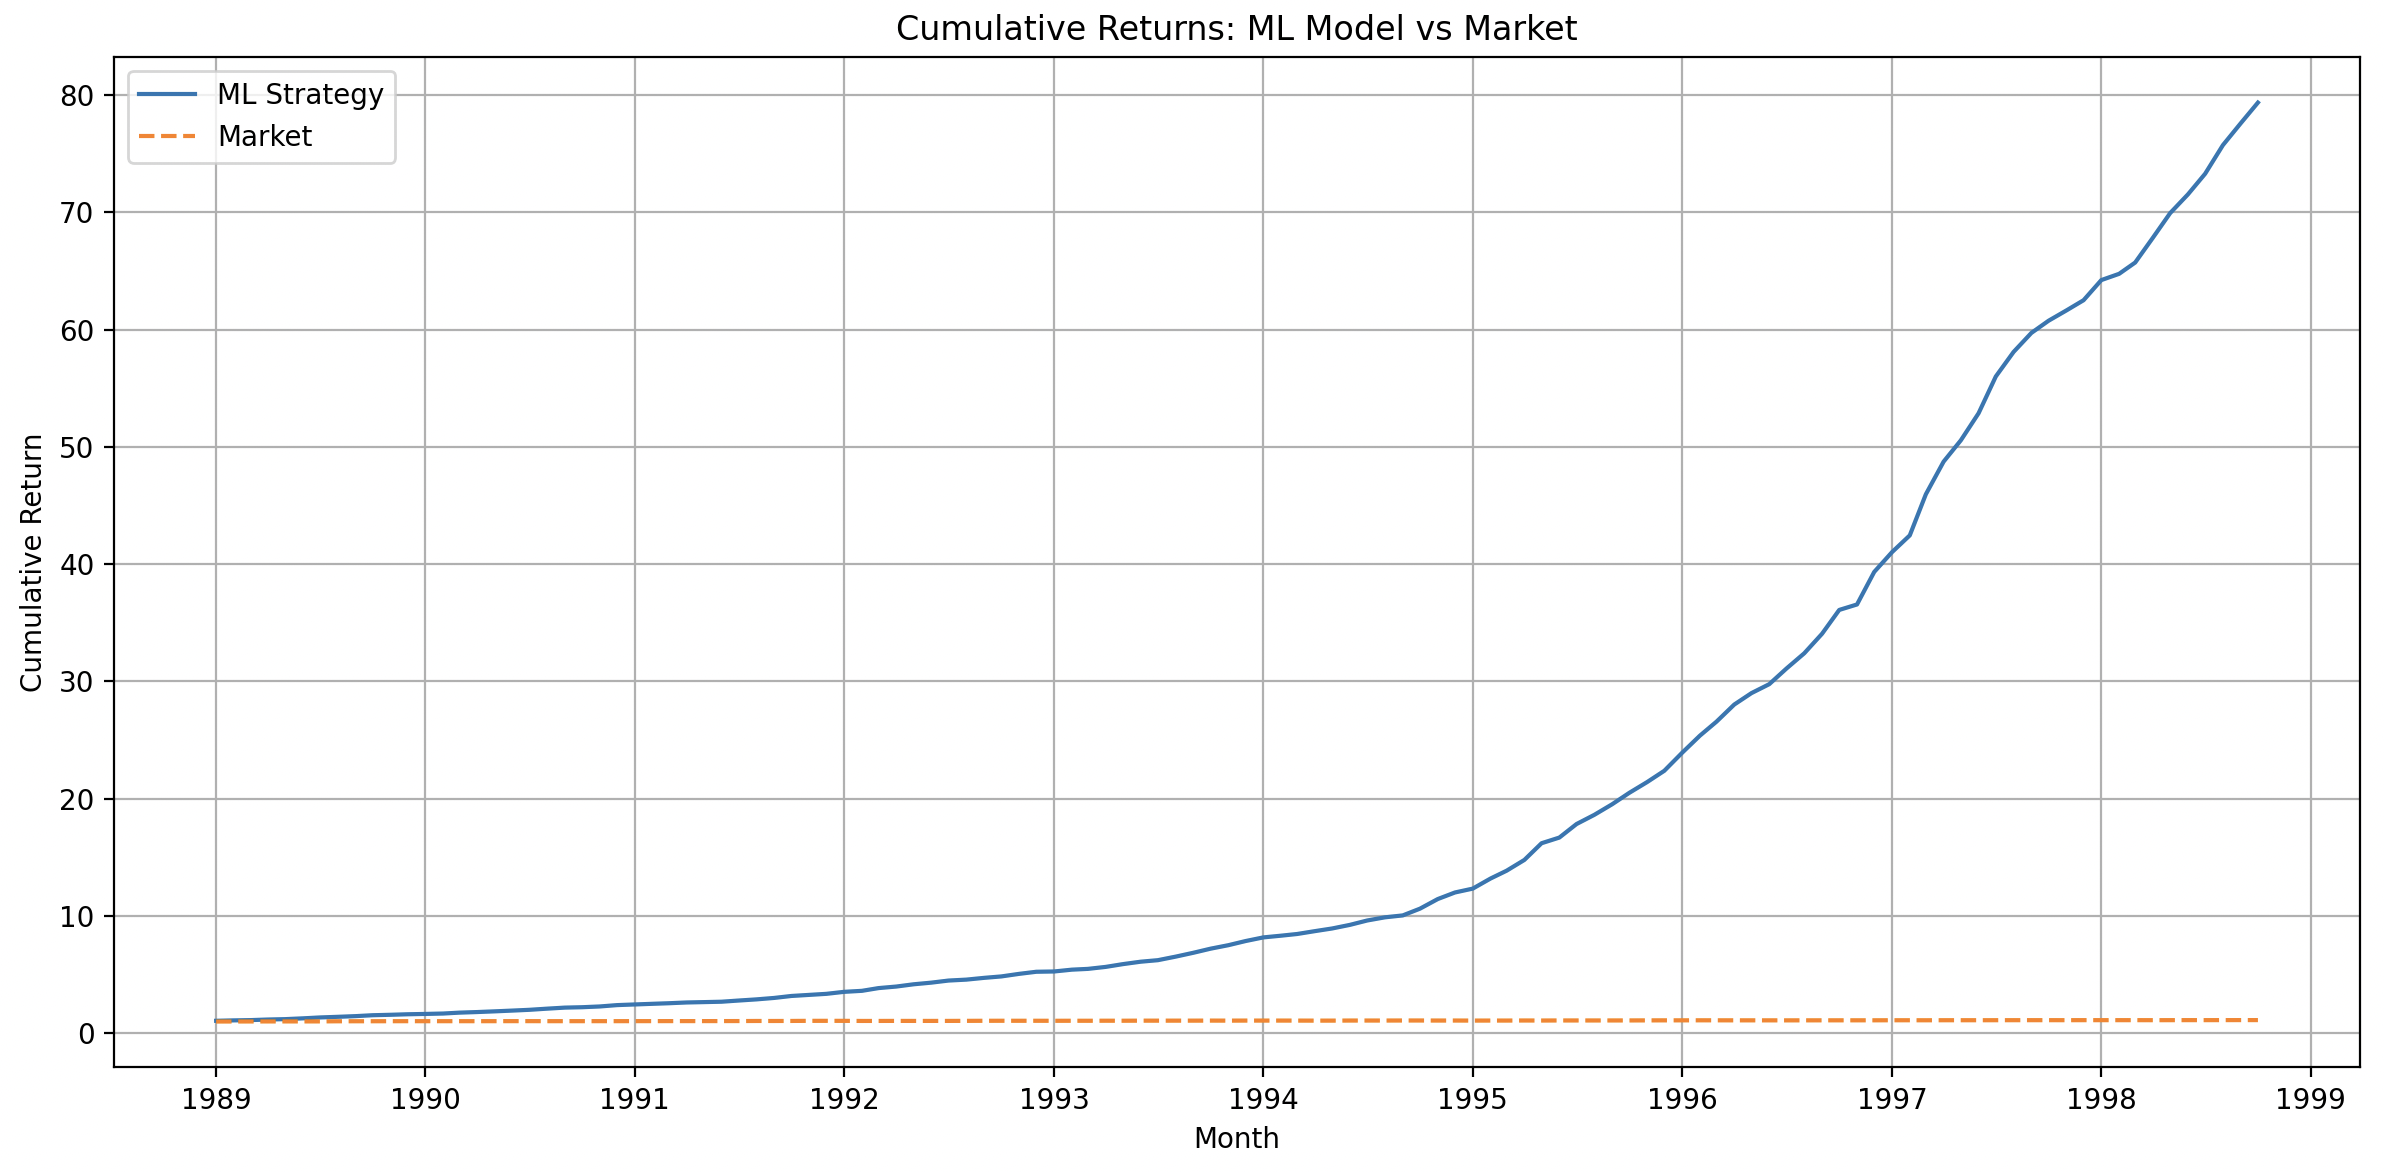 Cumulative Returns: ML Model vs Market
ML Strategy
Market
Cumulative Return
80
70
60
50
40
30
20
10
0
1989 1990 1991 1992 1993 1994 1995 1996 1997 1998 1999
Month